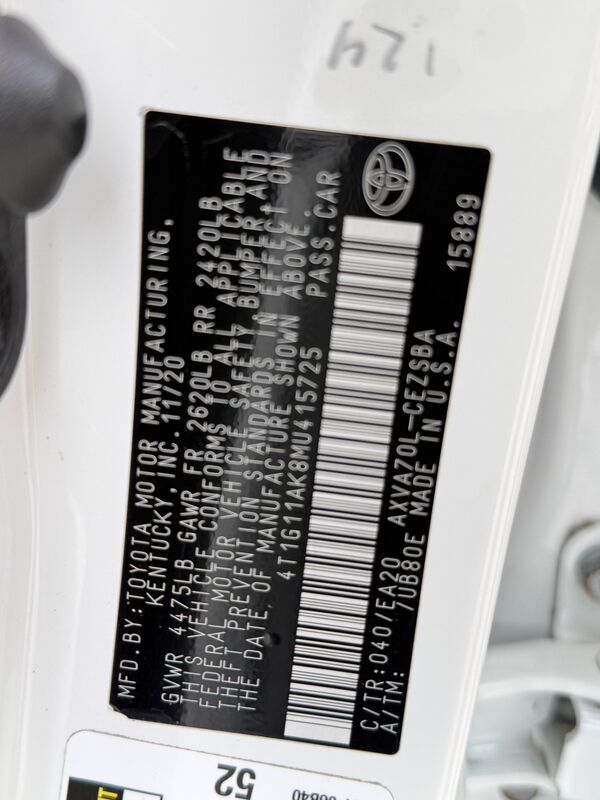 124
MFD. BY: TOYOTA MOTOR MANUFACTURING,
KENTUCKY, INC. 11/20
GVWR 4475LB GAWR FR 2620LB RR 2420LB
THIS VEHICLE CONFORMS TO ALL APPLICABLE
FEDERAL MOTOR VEHICLE SAFETY, BUMPER, AND
THEFT PREVENTION STANDARDS IN EFFECT ON
THE DATE OF MANUFACTURE SHOWN ABOVE.
4T1G11AK8MU415725 PASS.CAR
C/TR:040/EA20 AXVA70L-CEZSBA 15889
A/TM: 7UB80E MADE IN U.S.A.
52